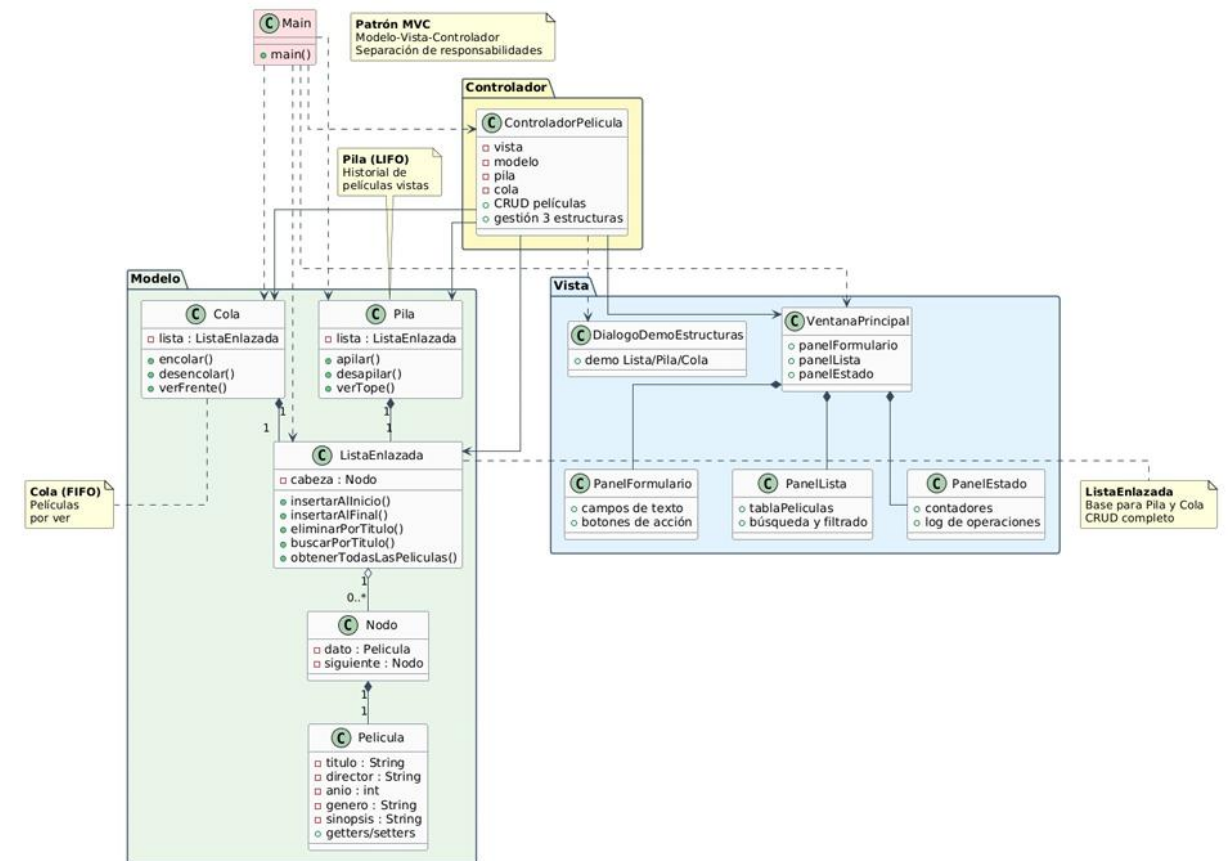 C Main
main()
Patrón MVC
Modelo-Vista-Controlador
Separación de responsabilidades
Controlador
C ControladorPelicula
vista
modelo
pila
cola
CRUD películas
gestión 3 estructuras
Pila (LIFO)
Historial de
películas vistas
Modelo
C Cola
lista : ListaEnlazada
encolar()
desencolar()
verFrente()
C Pila
lista : ListaEnlazada
apilar()
desapilar()
verTope()
1
1
1
1
C ListaEnlazada
cabeza : Nodo
insertarAlInicio()
insertarAlFinal()
eliminarPorTitulo()
buscarPorTitulo()
obtenerTodasLasPeliculas()
Cola (FIFO)
Películas
por ver
1
0..*
C Nodo
dato : Pelicula
siguiente : Nodo
1
1
C Pelicula
titulo : String
director : String
anio : int
genero : String
sinopsis : String
getters/setters
Vista
C DialogoDemoEstructuras
demo Lista/Pila/Cola
C VentanaPrincipal
panelFormulario
panelLista
panelEstado
C PanelFormulario
campos de texto
botones de acción
C PanelLista
tablaPeliculas
búsqueda y filtrado
C PanelEstado
contadores
log de operaciones
ListaEnlazada
Base para Pila y Cola
CRUD completo